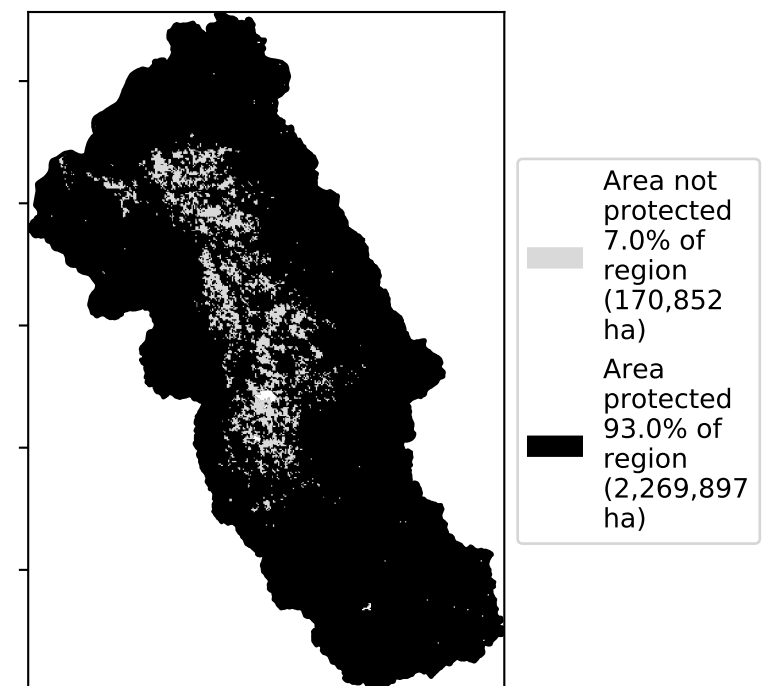 Area not
protected
7.0% of
region
(170,852
ha)
Area
protected
93.0% of
region
(2,269,897
ha)